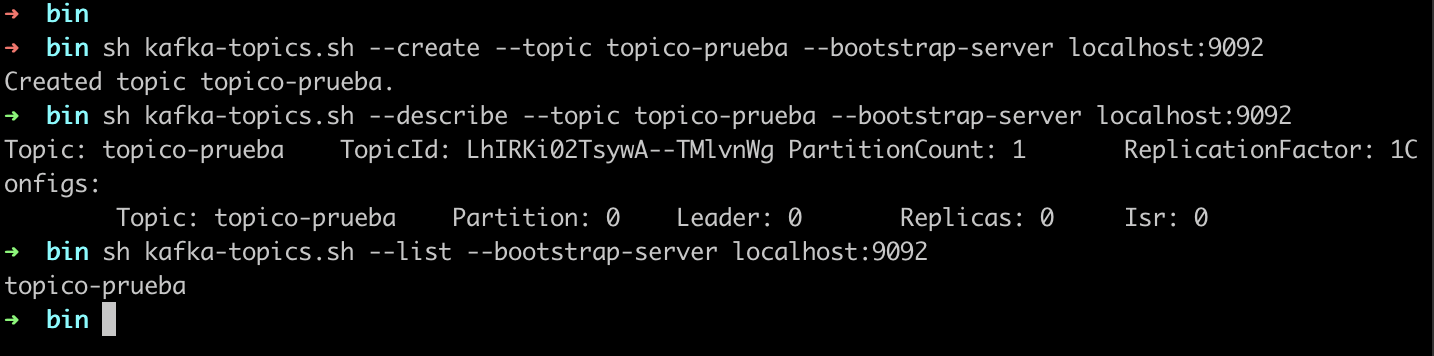 ➜  bin
➜  bin sh kafka-topics.sh --create --topic topico-prueba --bootstrap-server localhost:9092
Created topic topico-prueba.
➜  bin sh kafka-topics.sh --describe --topic topico-prueba --bootstrap-server localhost:9092
Topic: topico-prueba    TopicId: LhIRKi02TsywA--TMlvnWg PartitionCount: 1       ReplicationFactor: 1C
onfigs:
        Topic: topico-prueba    Partition: 0    Leader: 0       Replicas: 0     Isr: 0
➜  bin sh kafka-topics.sh --list --bootstrap-server localhost:9092
topico-prueba
➜  bin